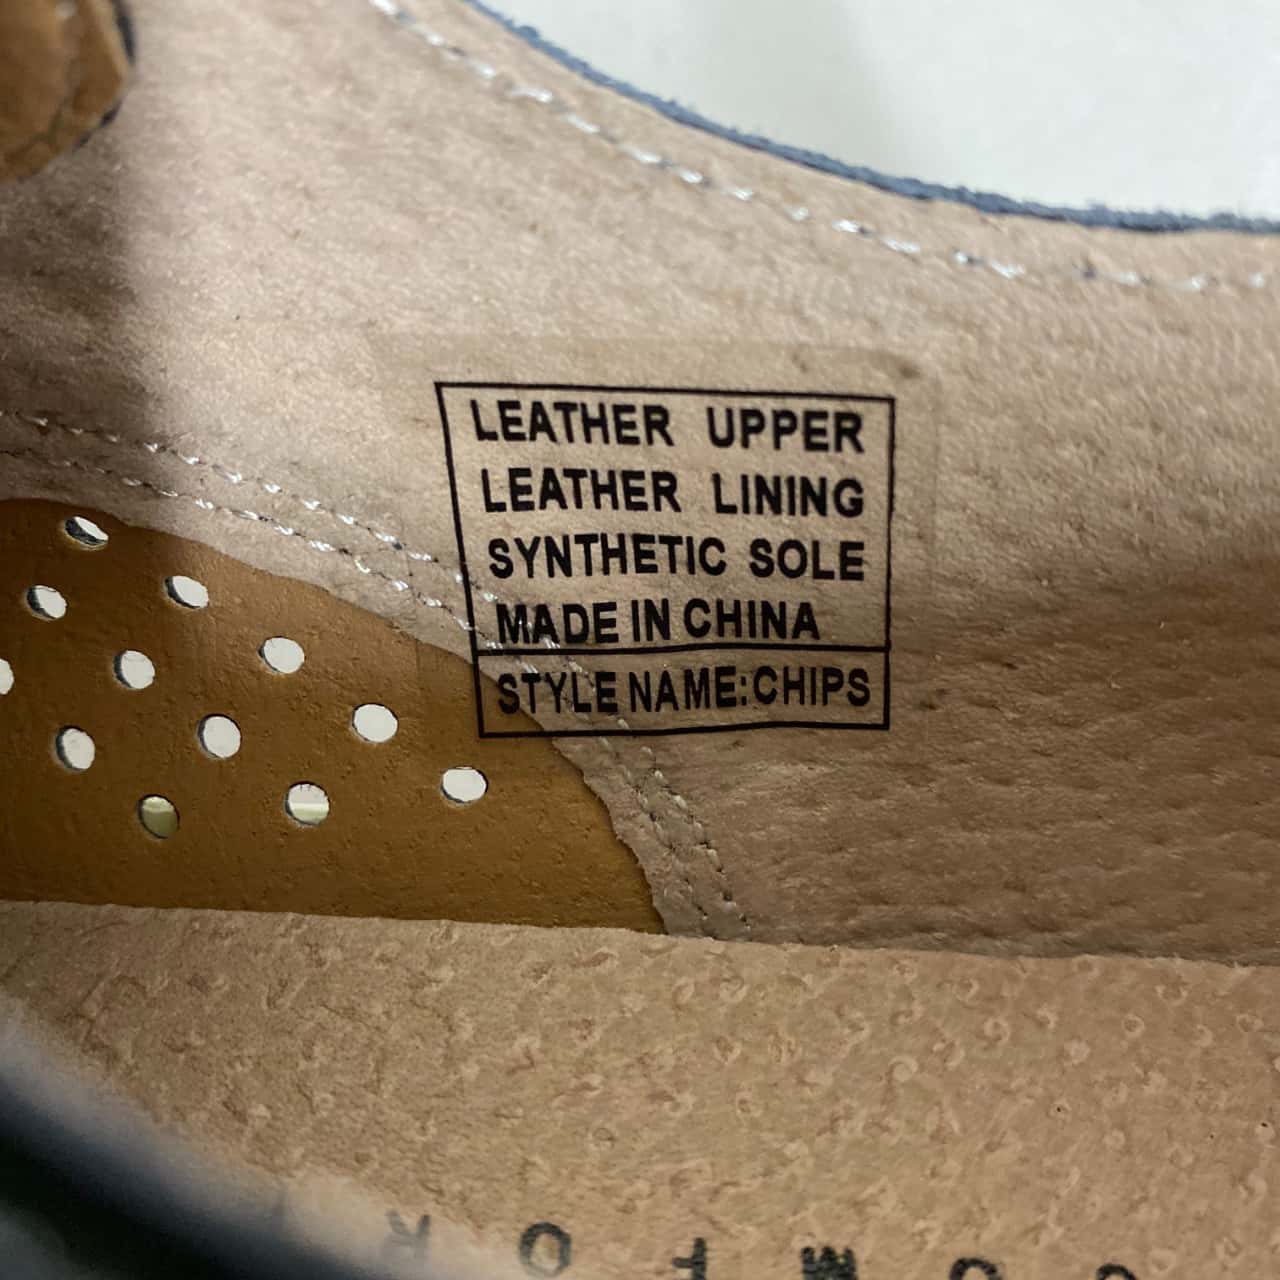 LEATHER UPPER
LEATHER LINING
SYNTHETIC SOLE
MADE IN CHINA
STYLE NAME:CHIPS